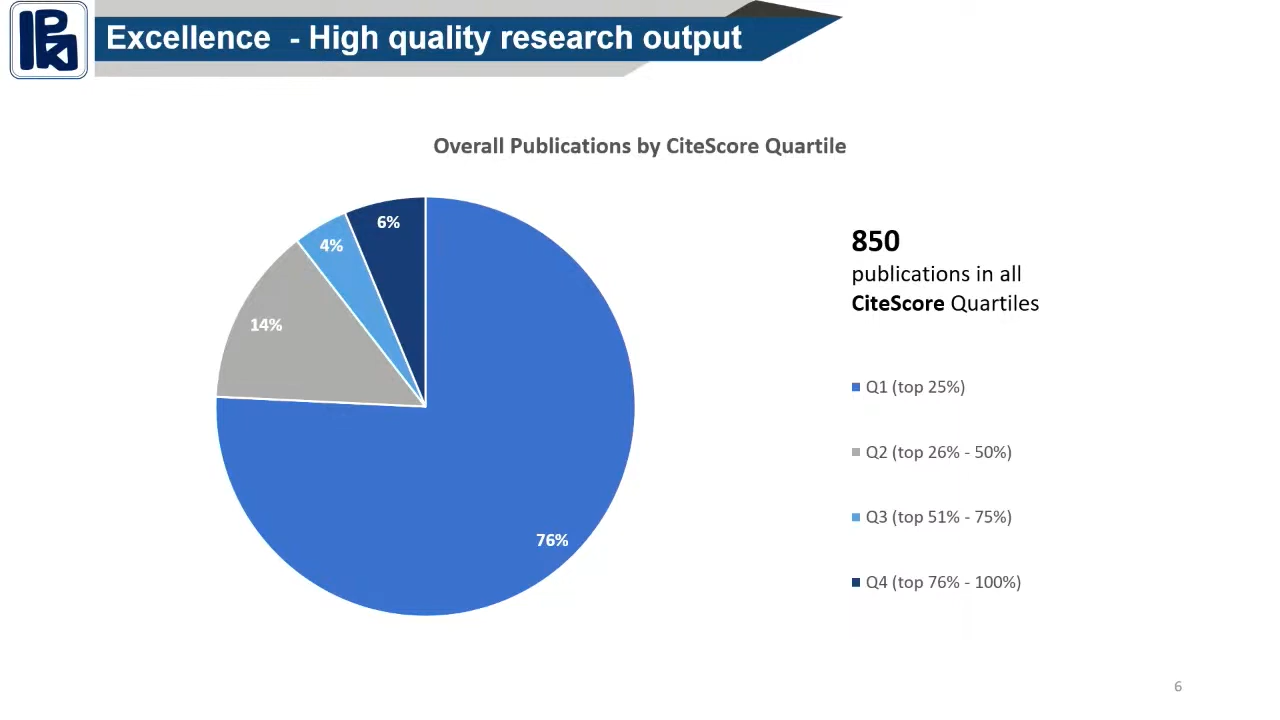 IPPT
Excellence - High quality research output
Overall Publications by CiteScore Quartile
6%
4%
14%
76%
850
publications in all
CiteScore Quartiles
Q1 (top 25%)
Q2 (top 26% - 50%)
Q3 (top 51% - 75%)
Q4 (top 76% - 100%)
6